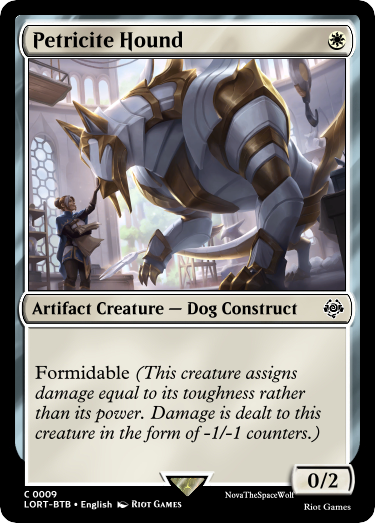 Petricite Hound
Artifact Creature — Dog Construct
Formidable (This creature assigns
damage equal to its toughness rather
than its power. Damage is dealt to this
creature in the form of -1/-1 counters.)
0/2
C 0009
LORT-BTB • English Riot Games
NovaTheSpaceWolf
Riot Games